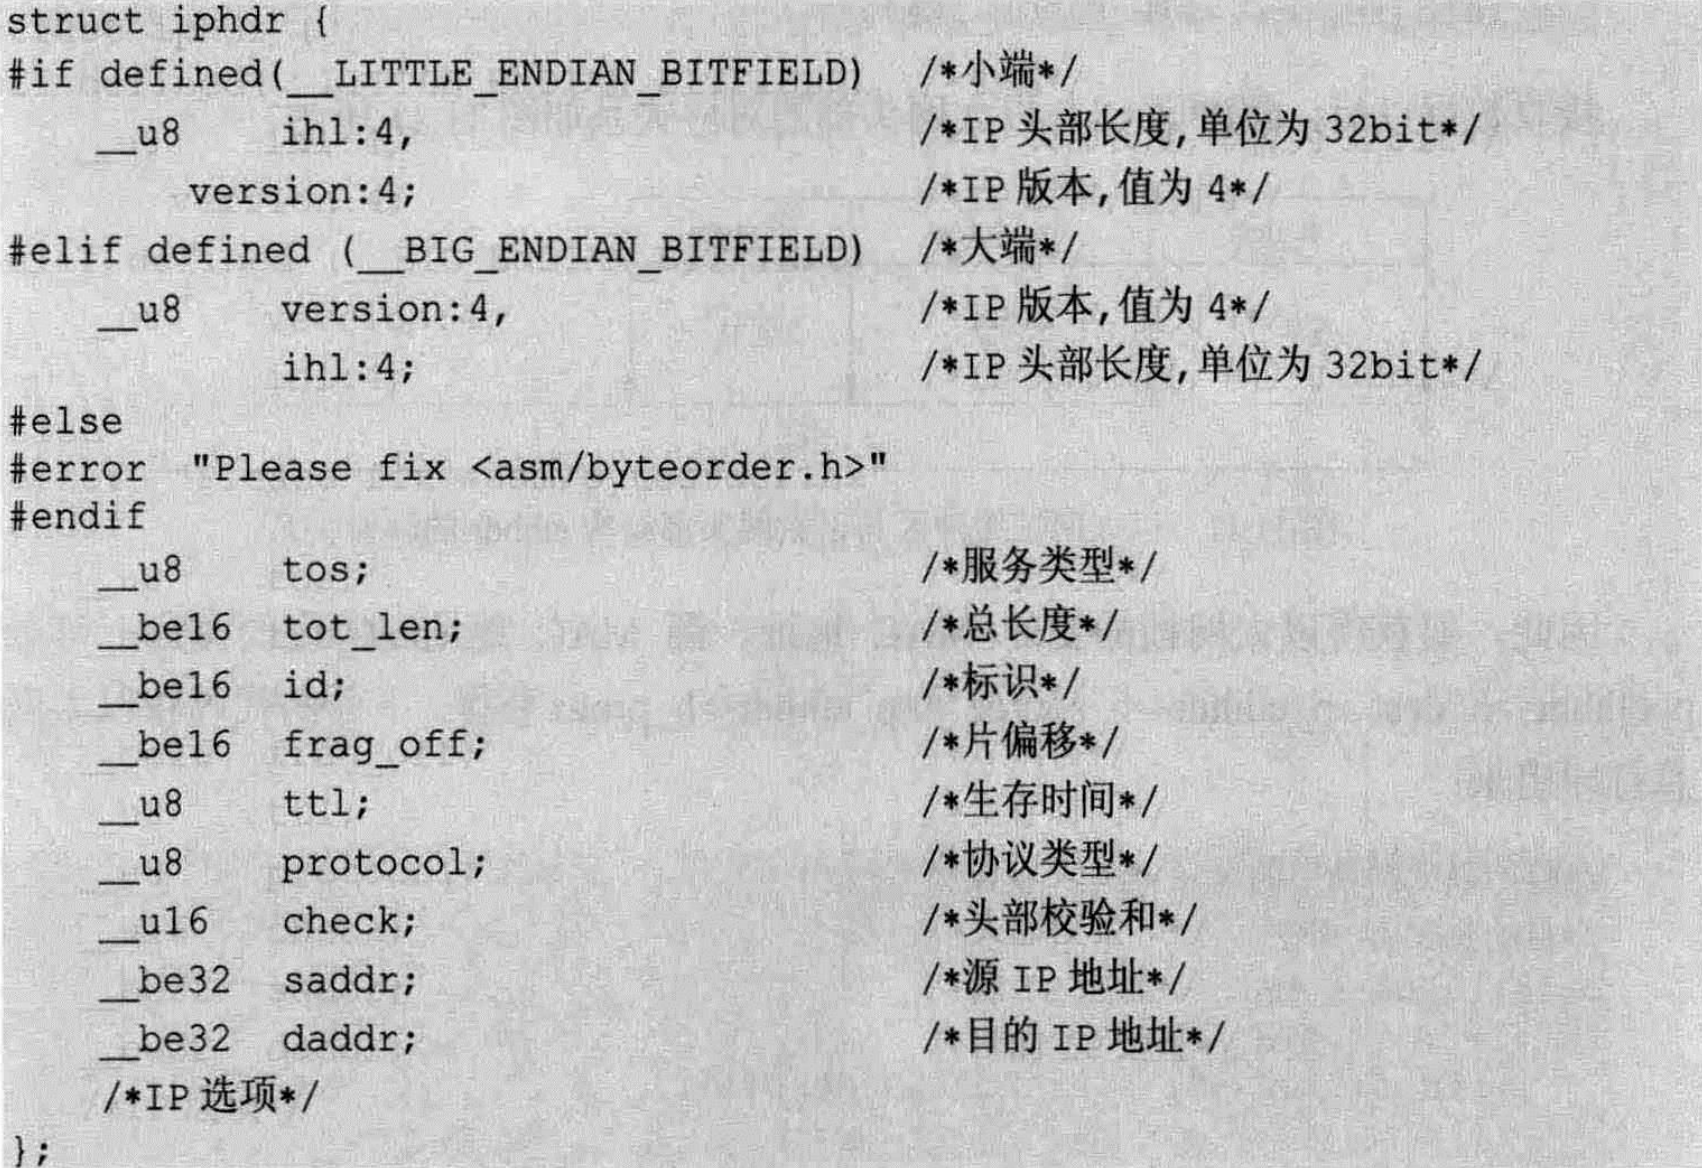 struct iphdr {
#if defined(__LITTLE_ENDIAN_BITFIELD) /*小端*/
__u8 ihl:4, /*IP 头部长度,单位为 32bit*/
version:4; /*IP 版本,值为 4*/
#elif defined (__BIG_ENDIAN_BITFIELD) /*大端*/
__u8 version:4, /*IP 版本,值为 4*/
ihl:4; /*IP 头部长度,单位为 32bit*/
#else
#error "Please fix <asm/byteorder.h>"
#endif
__u8 tos; /*服务类型*/
__be16 tot_len; /*总长度*/
__be16 id; /*标识*/
__be16 frag_off; /*片偏移*/
__u8 ttl; /*生存时间*/
__u8 protocol; /*协议类型*/
__u16 check; /*头部校验和*/
__be32 saddr; /*源 IP 地址*/
__be32 daddr; /*目的 IP 地址*/
/*IP 选项*/
};